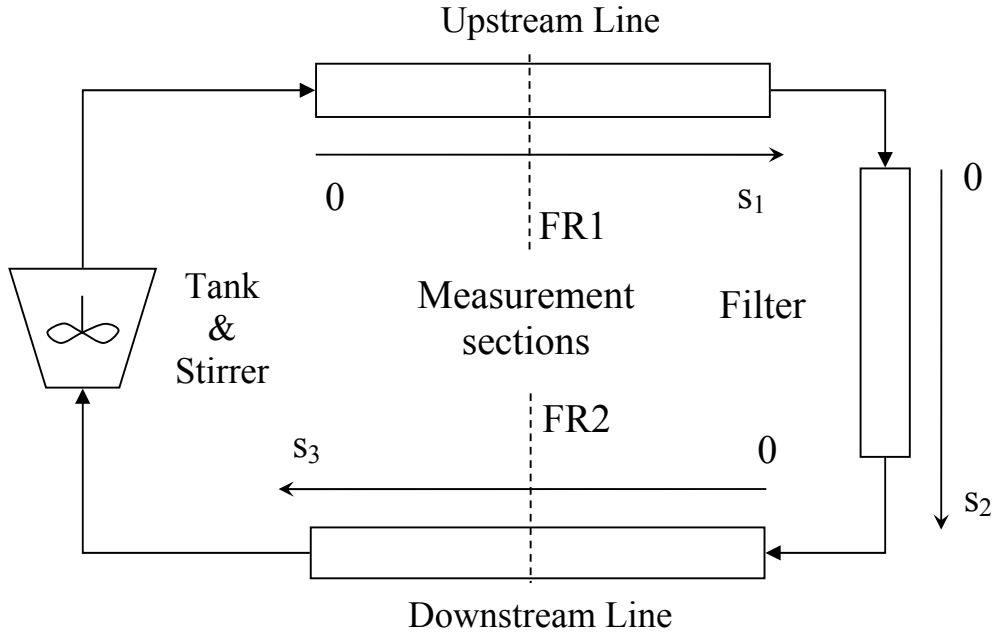 Upstream Line
0
s₁
0
FR1
Tank
&
Stirrer
Measurement
sections
Filter
FR2
s₃
0
s₂
Downstream Line